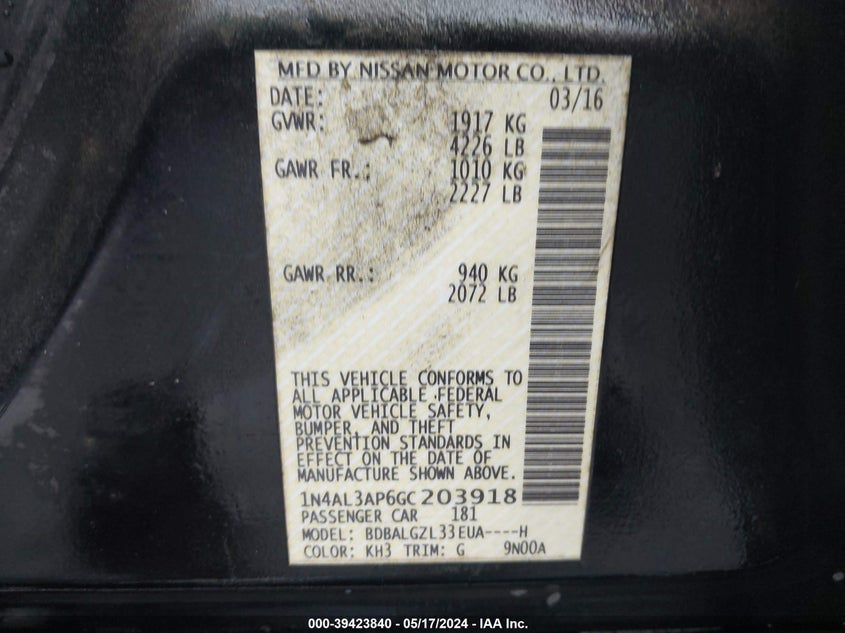 MFD BY NISSAN MOTOR CO., LTD.
DATE: 03/16
GVWR: 1917 KG
4226 LB
GAWR FR.: 1010 KG
2227 LB
GAWR RR.: 940 KG
2072 LB
THIS VEHICLE CONFORMS TO
ALL APPLICABLE FEDERAL
MOTOR VEHICLE SAFETY,
BUMPER, AND THEFT
PREVENTION STANDARDS IN
EFFECT ON THE DATE OF
MANUFACTURE SHOWN ABOVE.
1N4AL3AP6GC203918
PASSENGER CAR 181
MODEL: BDBALGZL33EUA----H
COLOR: KH3 TRIM: G 9N00A
000-39423840 - 05/17/2024 - IAA Inc.